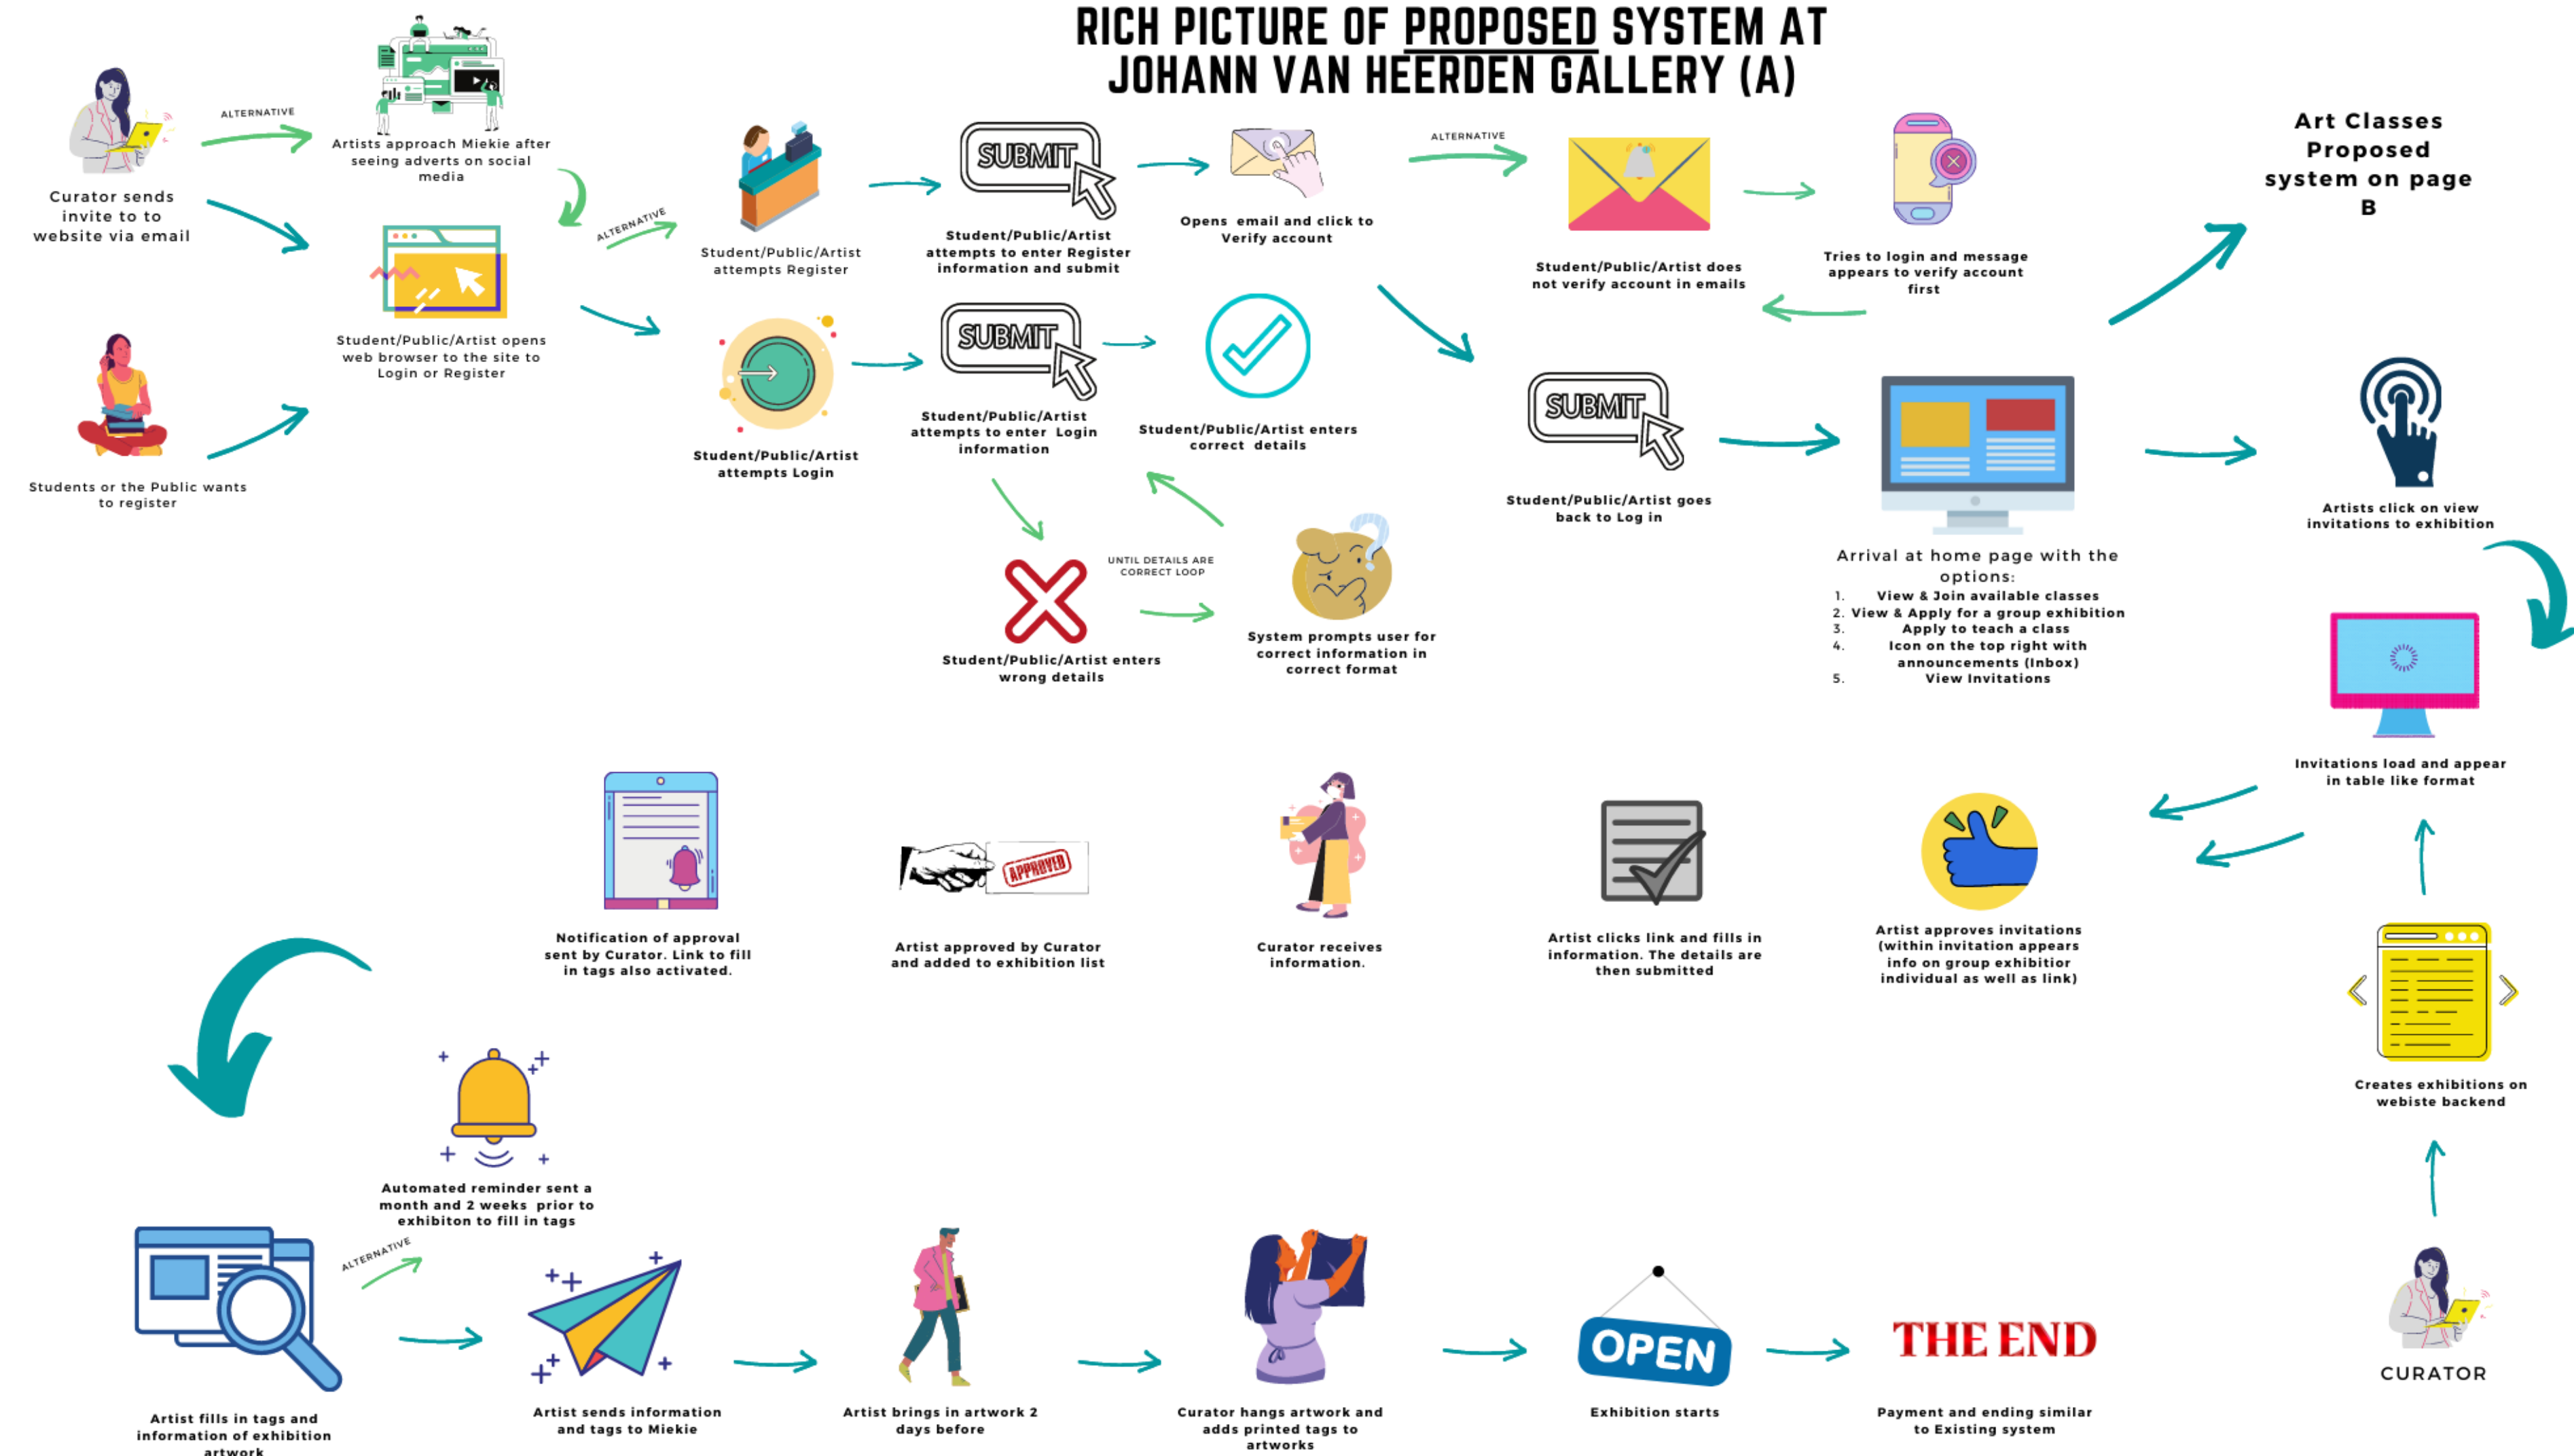 RICH PICTURE OF PROPOSED SYSTEM AT
JOHANN VAN HEERDEN GALLERY (A)
Curator sends
invite to to
website via email
ALTERNATIVE
Artists approach Miekie after
seeing adverts on social
media
Students or the Public wants
to register
Student/Public/Artist opens
web browser to the site to
Login or Register
ALTERNATIVE
Student/Public/Artist
attempts Register
SUBMIT
Student/Public/Artist
attempts to enter Register
information and submit
Opens email and click to
Verify account
ALTERNATIVE
Student/Public/Artist does
not verify account in emails
Tries to login and message
appears to verify account
first
Art Classes
Proposed
system on page
B
Student/Public/Artist
attempts Login
SUBMIT
Student/Public/Artist
attempts to enter Login
information
Student/Public/Artist enters
correct details
Student/Public/Artist enters
wrong details
UNTIL DETAILS ARE
CORRECT LOOP
System prompts user for
correct information in
correct format
SUBMIT
Student/Public/Artist goes
back to Log in
Arrival at home page with the
options:
1. View & Join available classes
2. View & Apply for a group exhibition
3. Apply to teach a class
4. Icon on the top right with
announcements (Inbox)
5. View Invitations
Artists click on view
invitations to exhibition
Invitations load and appear
in table like format
Creates exhibitions on
webiste backend
CURATOR
Artist approves invitations
(within invitation appears
info on group exhibitior
individual as well as link)
Artist clicks link and fills in
information. The details are
then submitted
Curator receives
information.
APPROVED
Artist approved by Curator
and added to exhibition list
Notification of approval
sent by Curator. Link to fill
in tags also activated.
Automated reminder sent a
month and 2 weeks prior to
exhibiton to fill in tags
ALTERNATIVE
Artist fills in tags and
information of exhibition
artwork
Artist sends information
and tags to Miekie
Artist brings in artwork 2
days before
Curator hangs artwork and
adds printed tags to
artworks
OPEN
Exhibition starts
THE END
Payment and ending similar
to Existing system